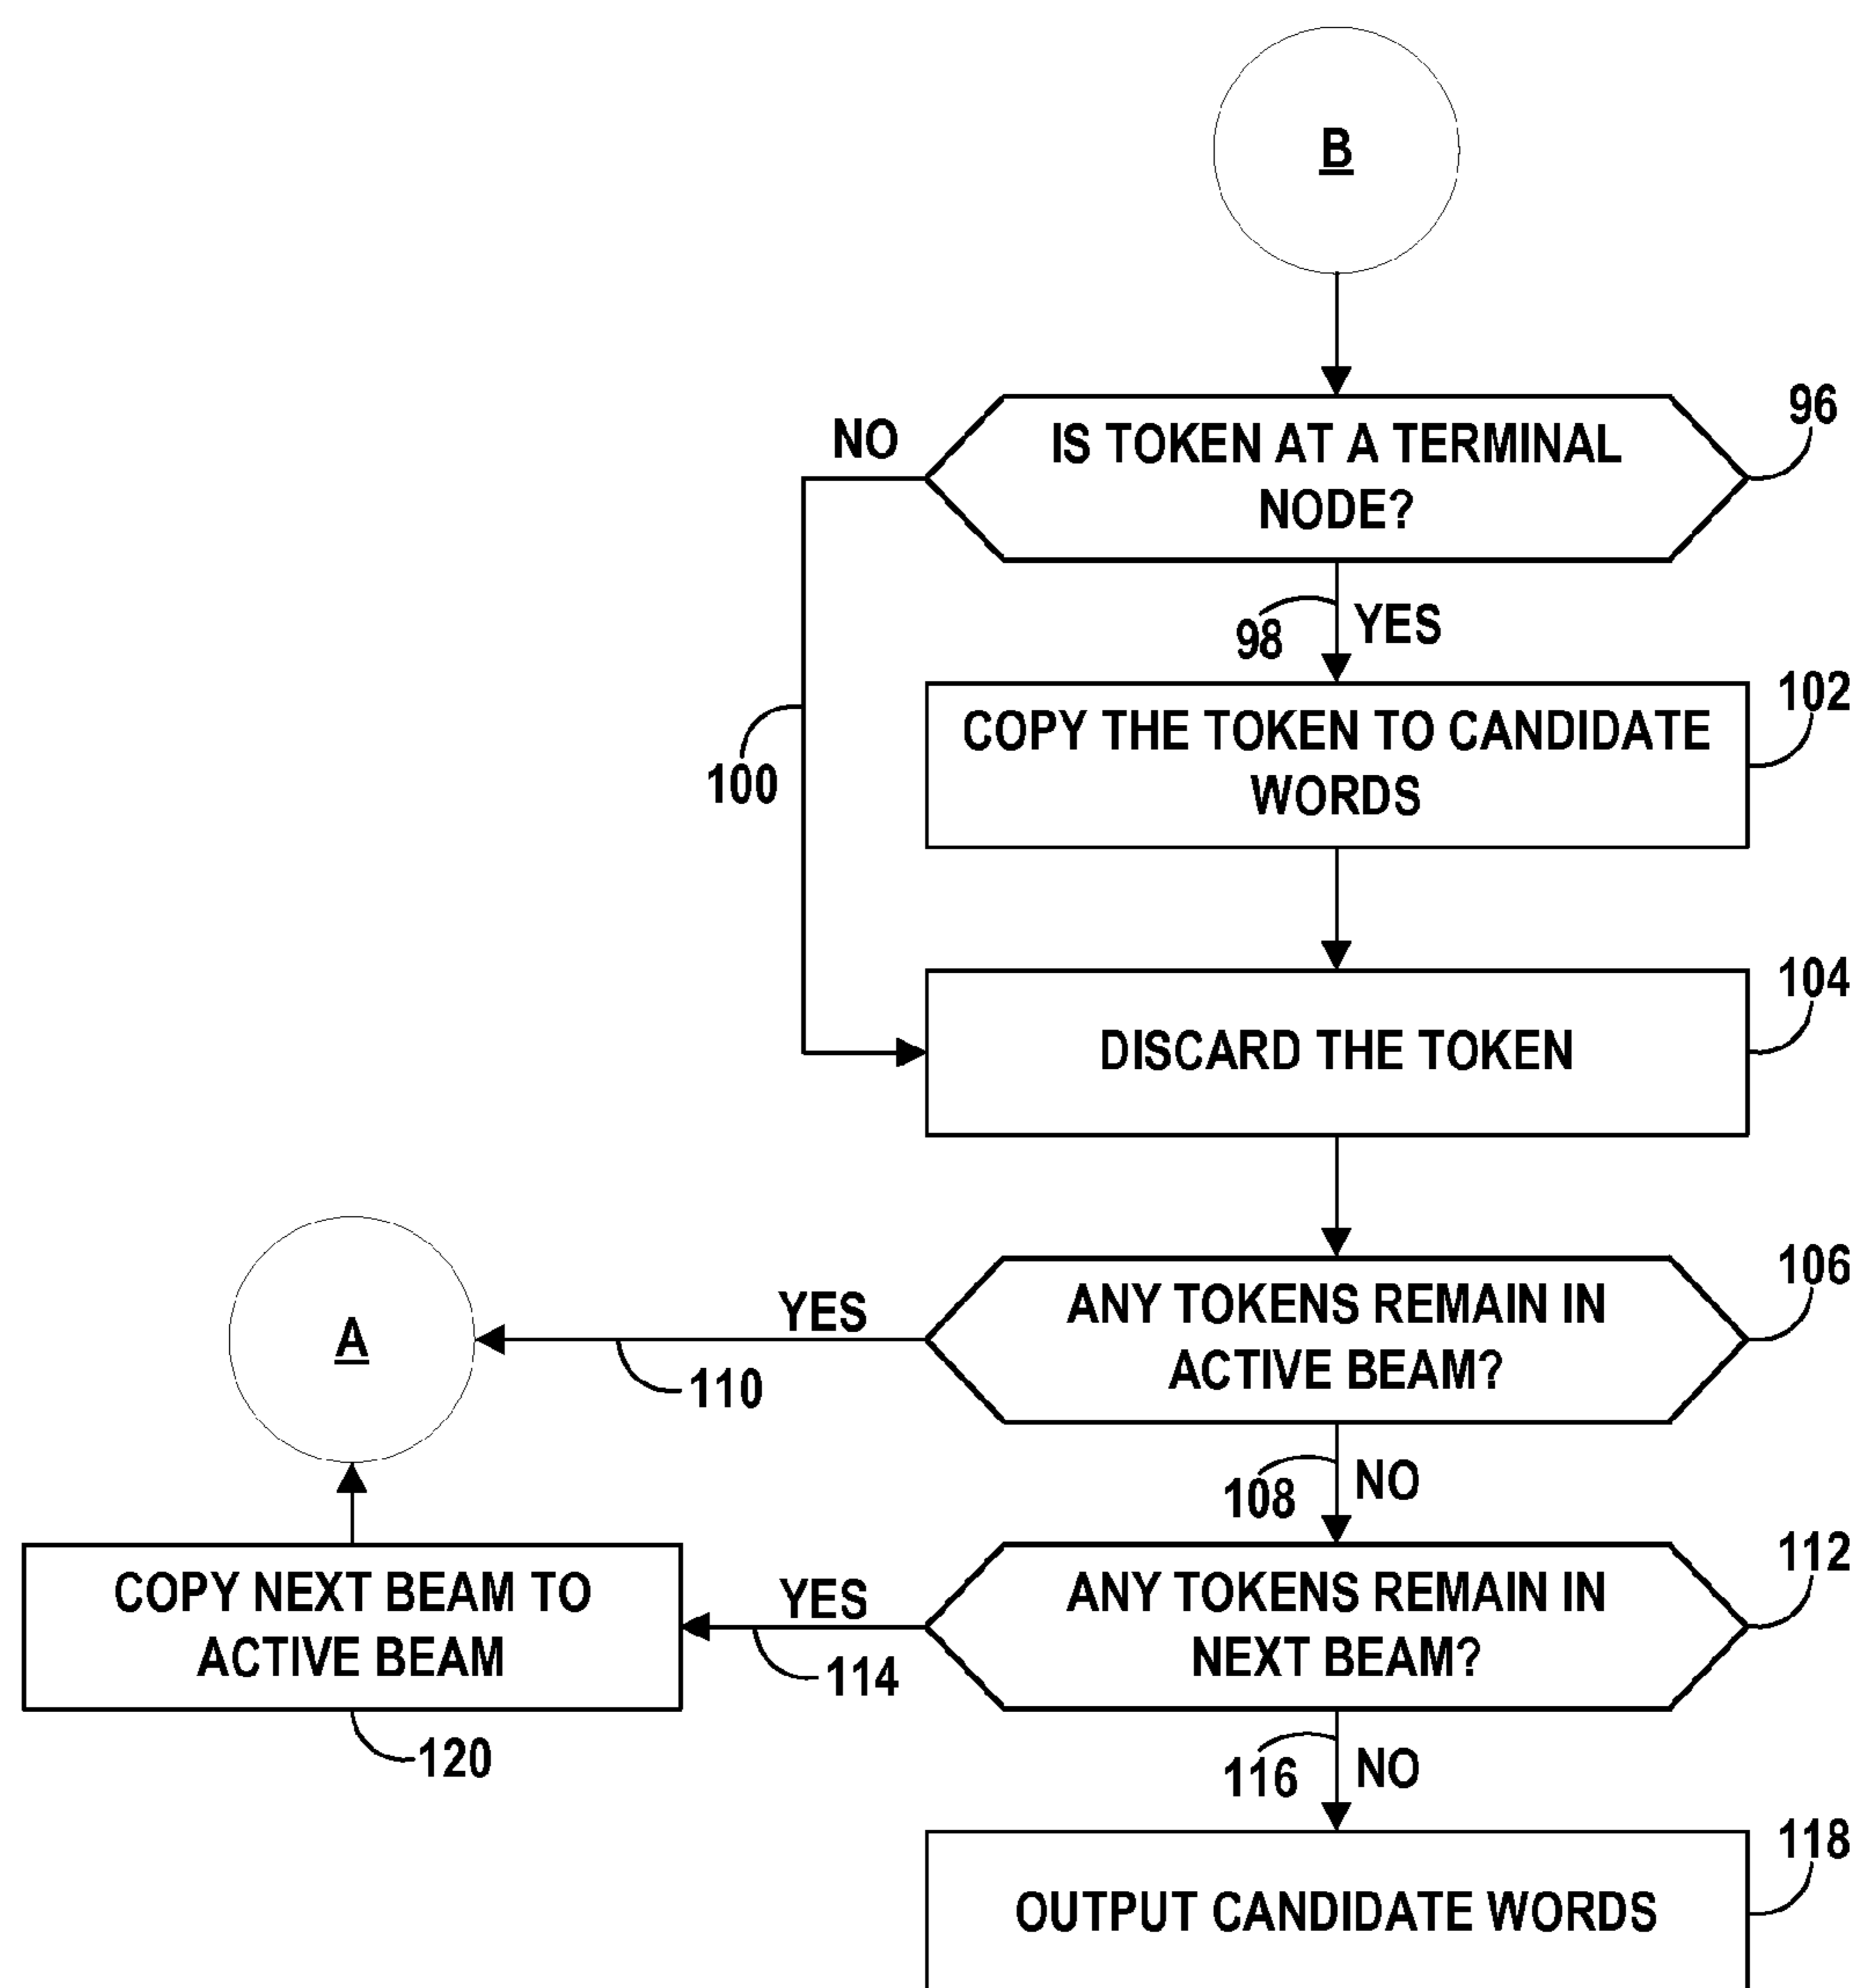 B
96
NO
IS TOKEN AT A TERMINAL
NODE?
98
YES
102
COPY THE TOKEN TO CANDIDATE
WORDS
100
104
DISCARD THE TOKEN
106
ANY TOKENS REMAIN IN
ACTIVE BEAM?
YES
A
110
108
NO
112
ANY TOKENS REMAIN IN
NEXT BEAM?
YES
COPY NEXT BEAM TO
ACTIVE BEAM
114
120
116
NO
118
OUTPUT CANDIDATE WORDS